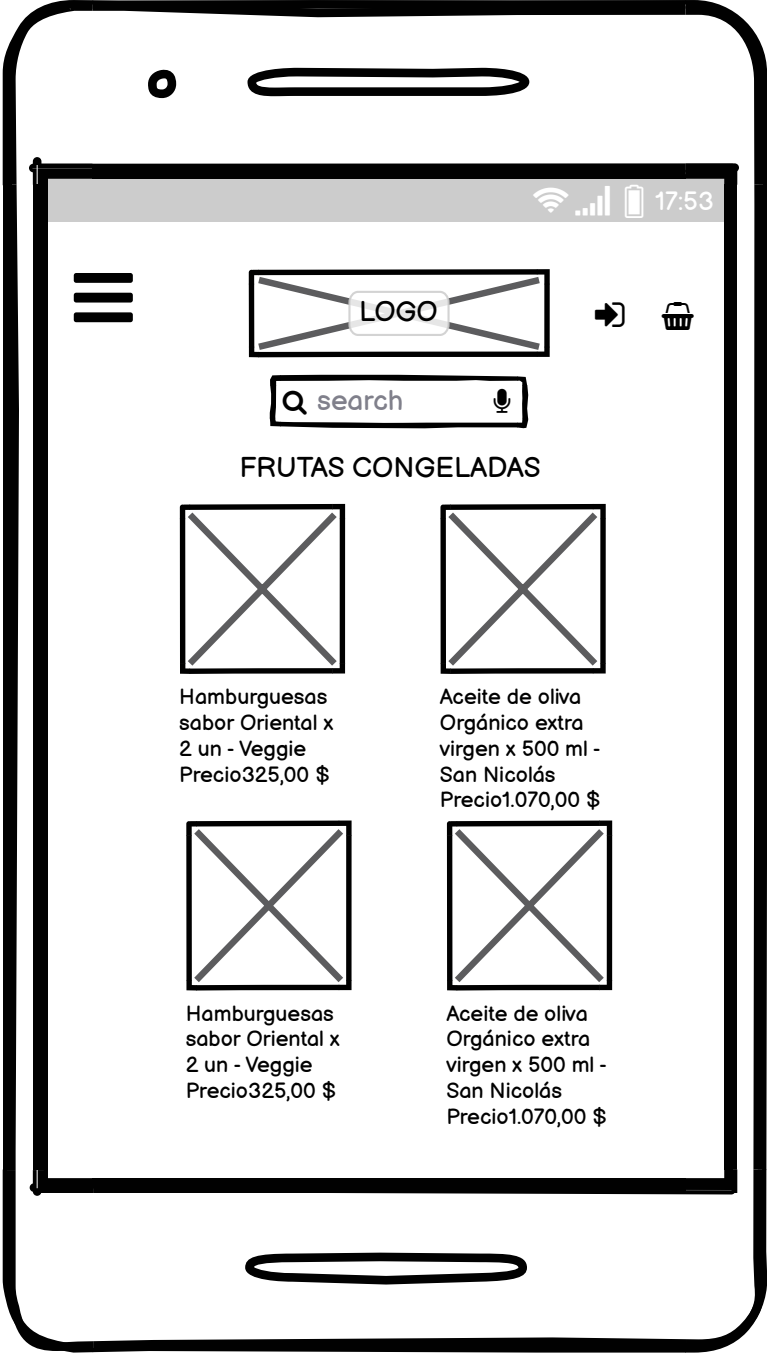 17:53
LOGO
search
FRUTAS CONGELADAS
Hamburguesas
sabor Oriental x
2 un - Veggie
Precio325,00 $
Aceite de oliva
Orgánico extra
virgen x 500 ml -
San Nicolás
Precio1.070,00 $
Hamburguesas
sabor Oriental x
2 un - Veggie
Precio325,00 $
Aceite de oliva
Orgánico extra
virgen x 500 ml -
San Nicolás
Precio1.070,00 $